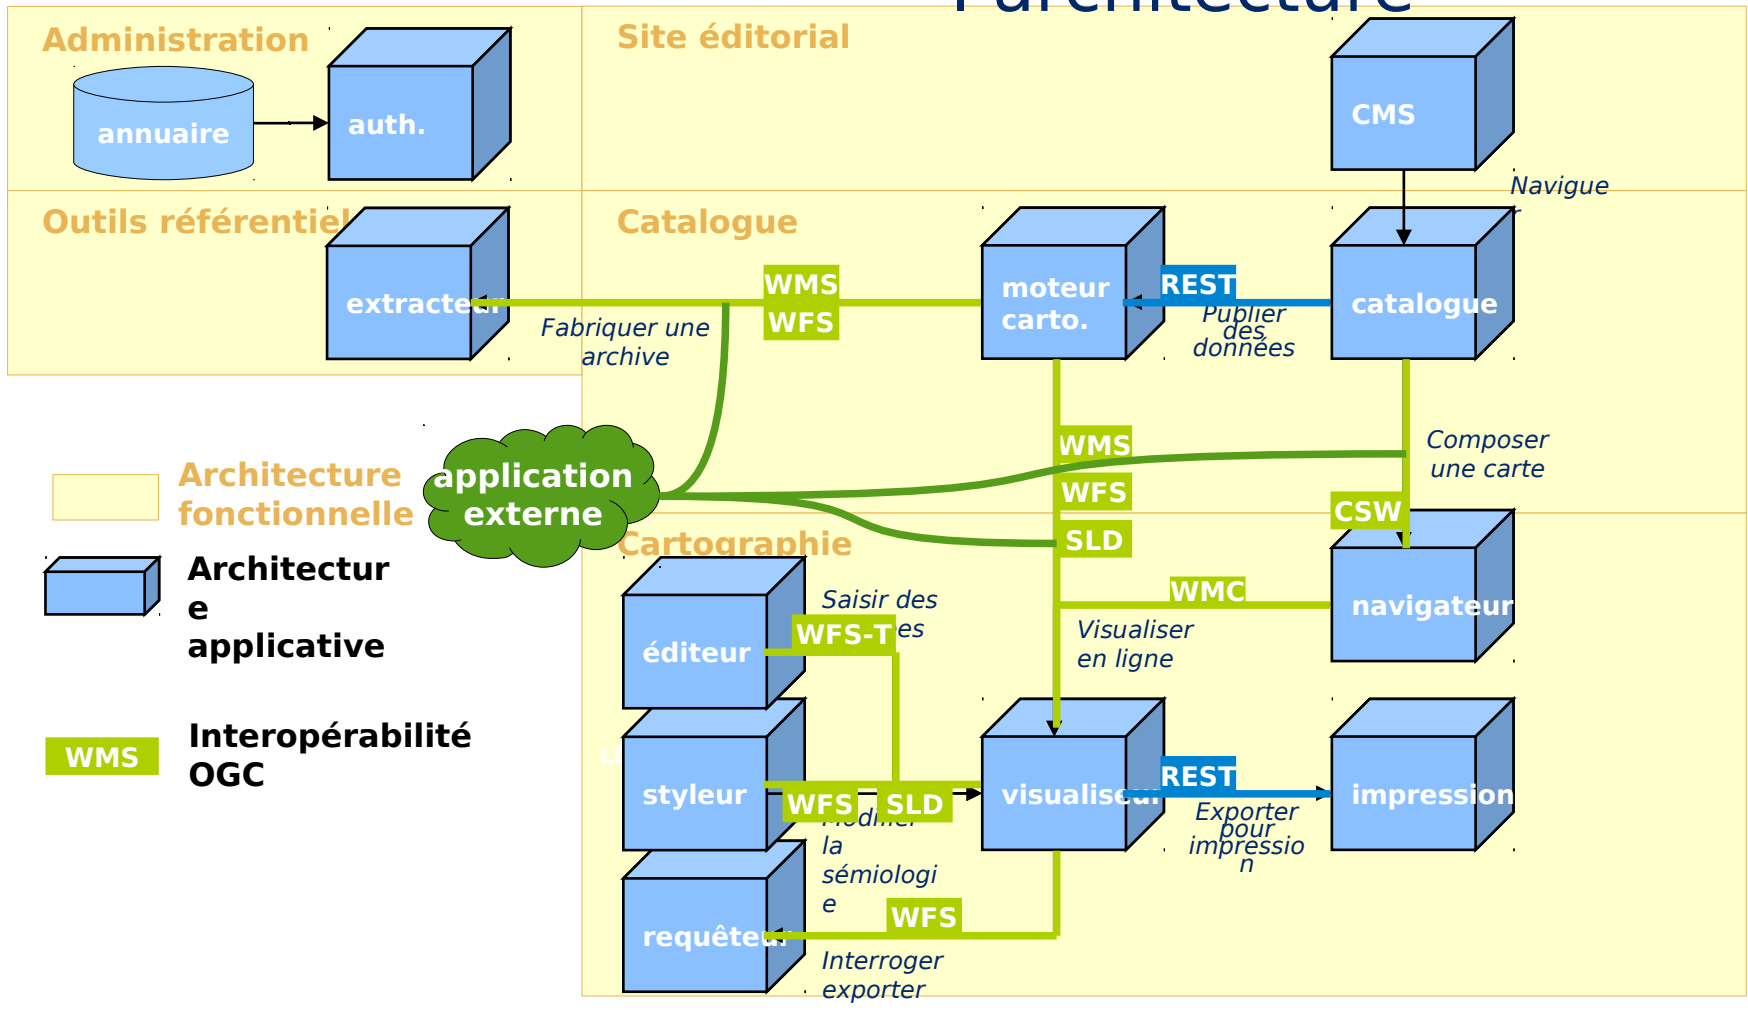 l'architecture
Administration
annuaire
auth.
Site éditorial
CMS
Navigue
r
Outils référentiel
extracteur
Catalogue
WMS
WFS
Fabriquer une
archive
moteur
carto.
REST
Publier
des
données
catalogue
Architecture
fonctionnelle
application
externe
WMS
WFS
SLD
Composer
une carte
CSW
Architectur
e
applicative
Cartographie
éditeur
Saisir des
WFS-T
WMC
navigateur
Visualiser
en ligne
WMS
Interopérabilité
OGC
styleur
WFS
SLD
Modifier
la
sémiologi
e
visualiseur
REST
Exporter
pour
impressio
n
impression
requêteur
WFS
Interroger
exporter